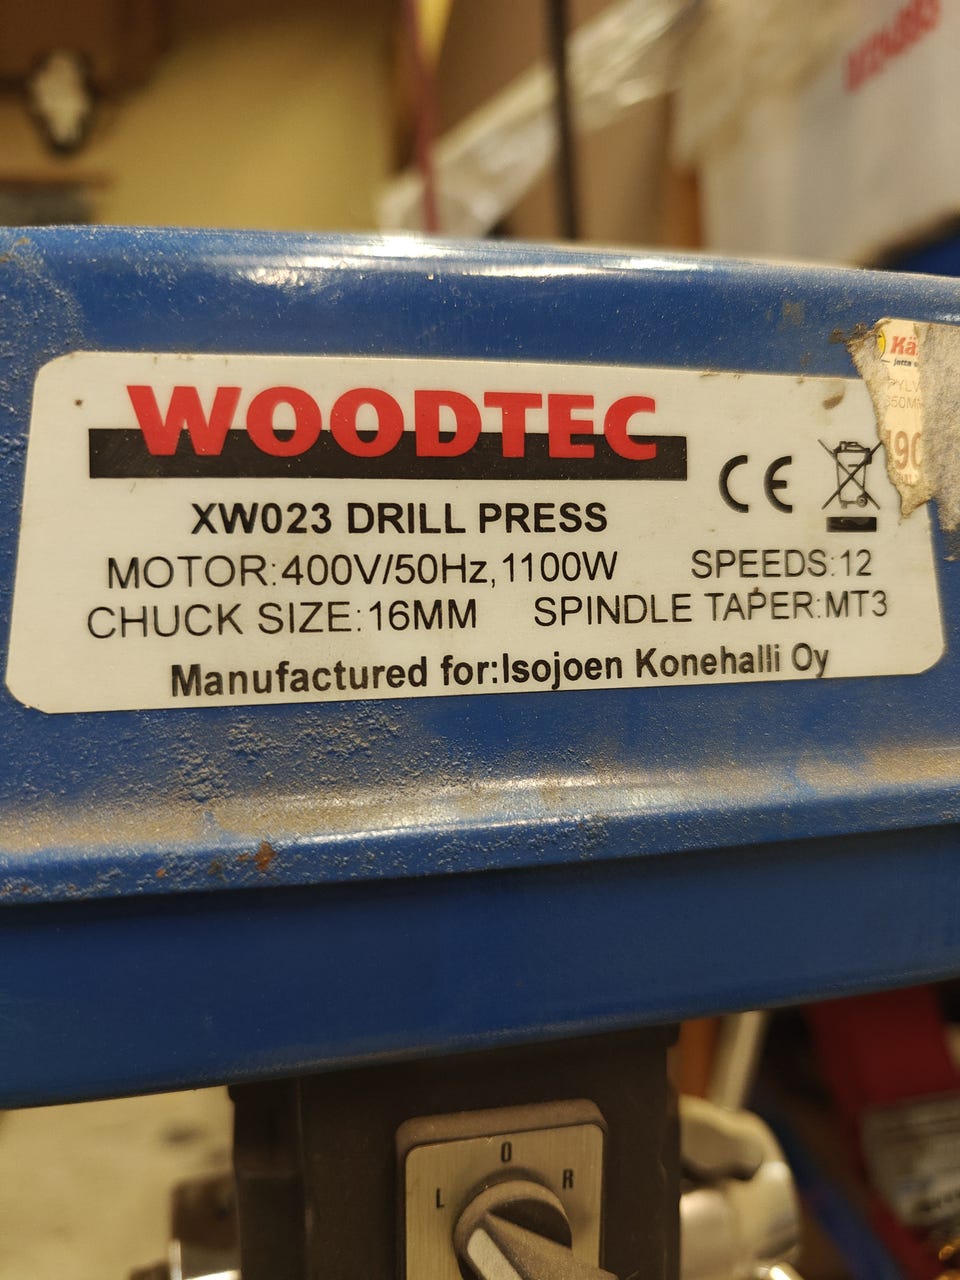 WOODTEC
CE
XW023 DRILL PRESS
MOTOR:400V/50Hz,1100W SPEEDS:12
CHUCK SIZE:16MM SPINDLE TAPER:MT3
Manufactured for:Isojoen Konehalli Oy
L O R